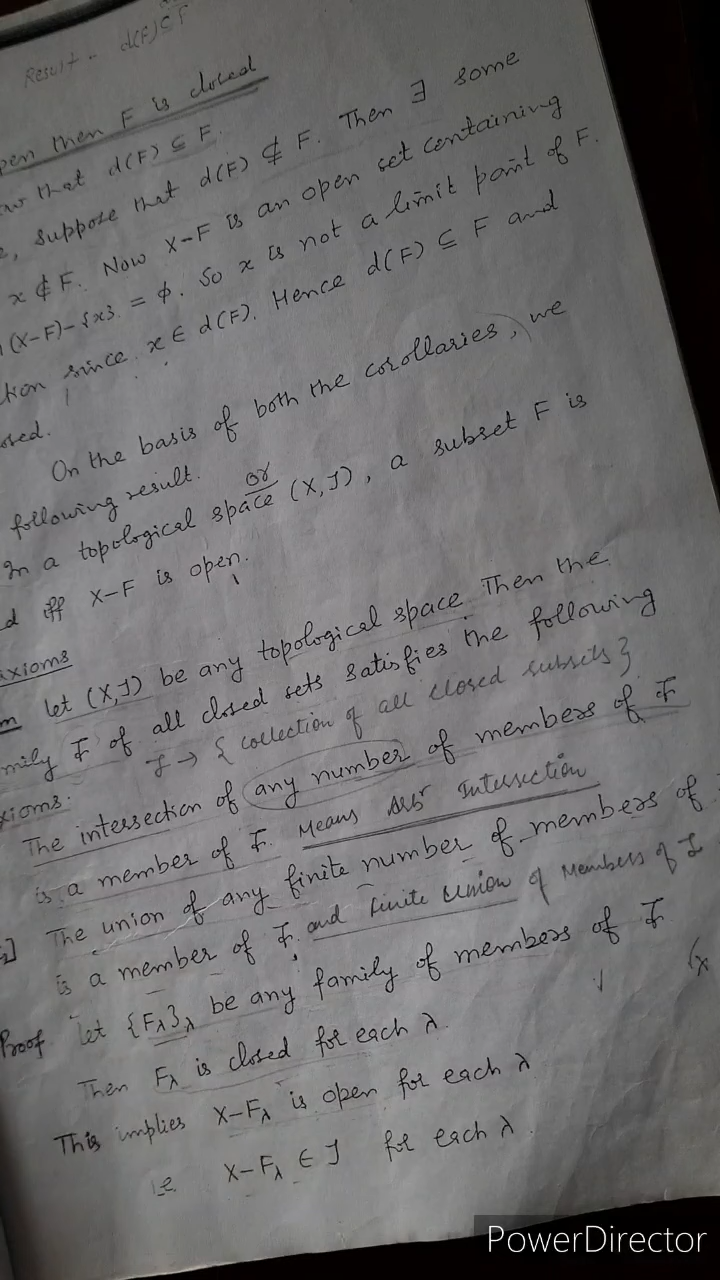 Result - d(F) ⊆ F
pen then F is closed
ow that d(F) ⊆ F.
e, suppose that d(F) ⊄ F. Then ∃ some
x ∉ F. Now X-F is an open set containing
(X-F)-{x} = φ. So x is not a limit point of F.
tion since x ∈ d(F). Hence d(F) ⊆ F and
osed.
On the basis of both the corollaries, we
following result.
or
In a topological space (X,J), a subset F is
d iff X-F is open.
axioms
m let (X,J) be any topological space Then the
mily F of all closed sets satisfies the following
xioms: F → { collection of all closed subsets }
The intersection of any number of members of F
is a member of F. Means arb Intersection
i] The union of any finite number of members of
is a member of F. and finite union of Members of F
Proof Let {Fλ}λ be any family of members of F
(x
Then Fλ is closed for each λ.
This implies X-Fλ is open for each λ
ie X-Fλ ∈ J for each λ.
PowerDirector